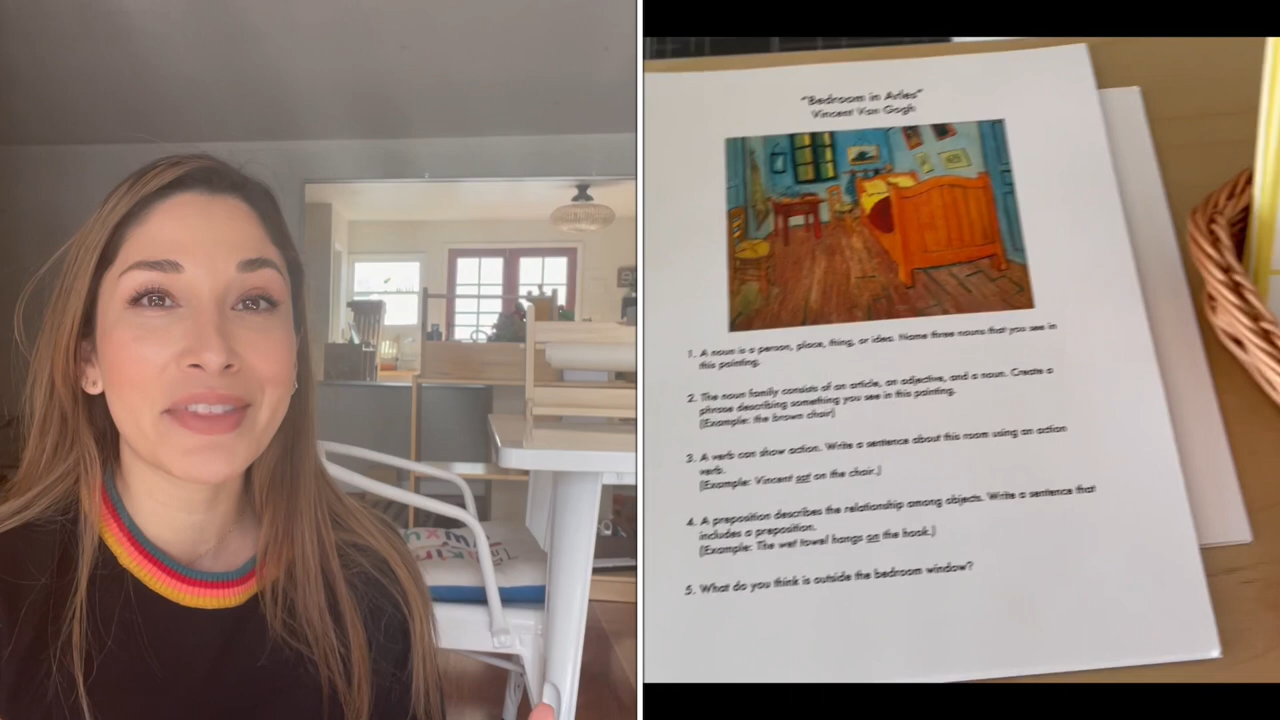 "Bedroom in Arles"
Vincent Van Gogh
1. A noun is a person, place, thing, or idea. Name three nouns that you see in
this painting.
2. The noun family consists of an article, an adjective, and a noun. Create a
phrase describing something you see in this painting.
(Example: the brown chair)
3. A verb can show action. Write a sentence about this room using an action
verb.
(Example: Vincent sat on the chair.)
4. A preposition describes the relationship among objects. Write a sentence that
includes a preposition.
(Example: The wet towel hangs on the hook.)
5. What do you think is outside the bedroom window?